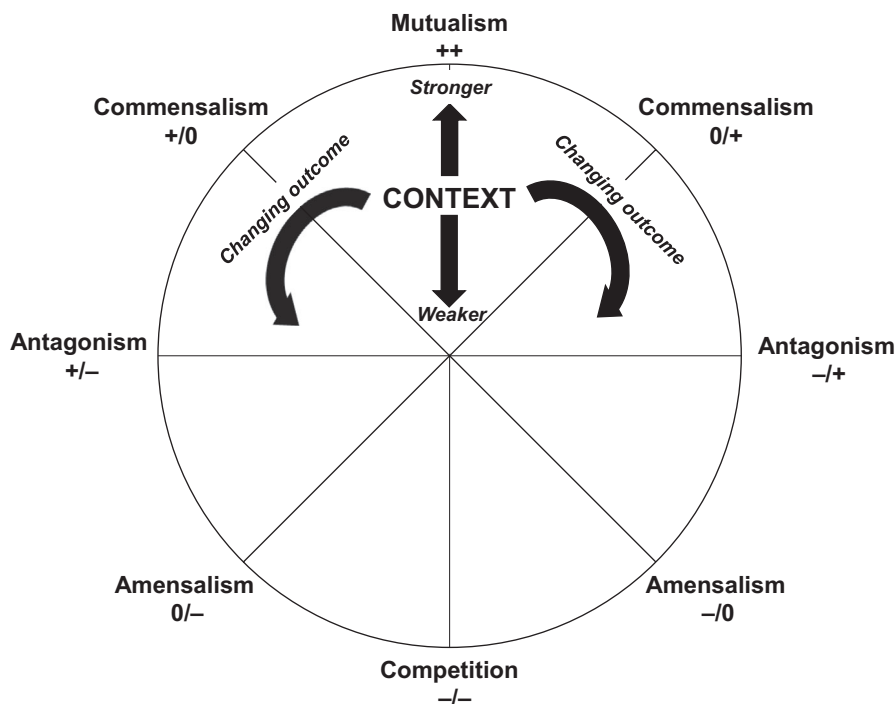 Mutualism
++
Stronger
Commensalism
+/0
Commensalism
0/+
Changing outcome
CONTEXT
Changing outcome
Weaker
Antagonism
+/–
Antagonism
–/+
Amensalism
0/–
Amensalism
–/0
Competition
–/–